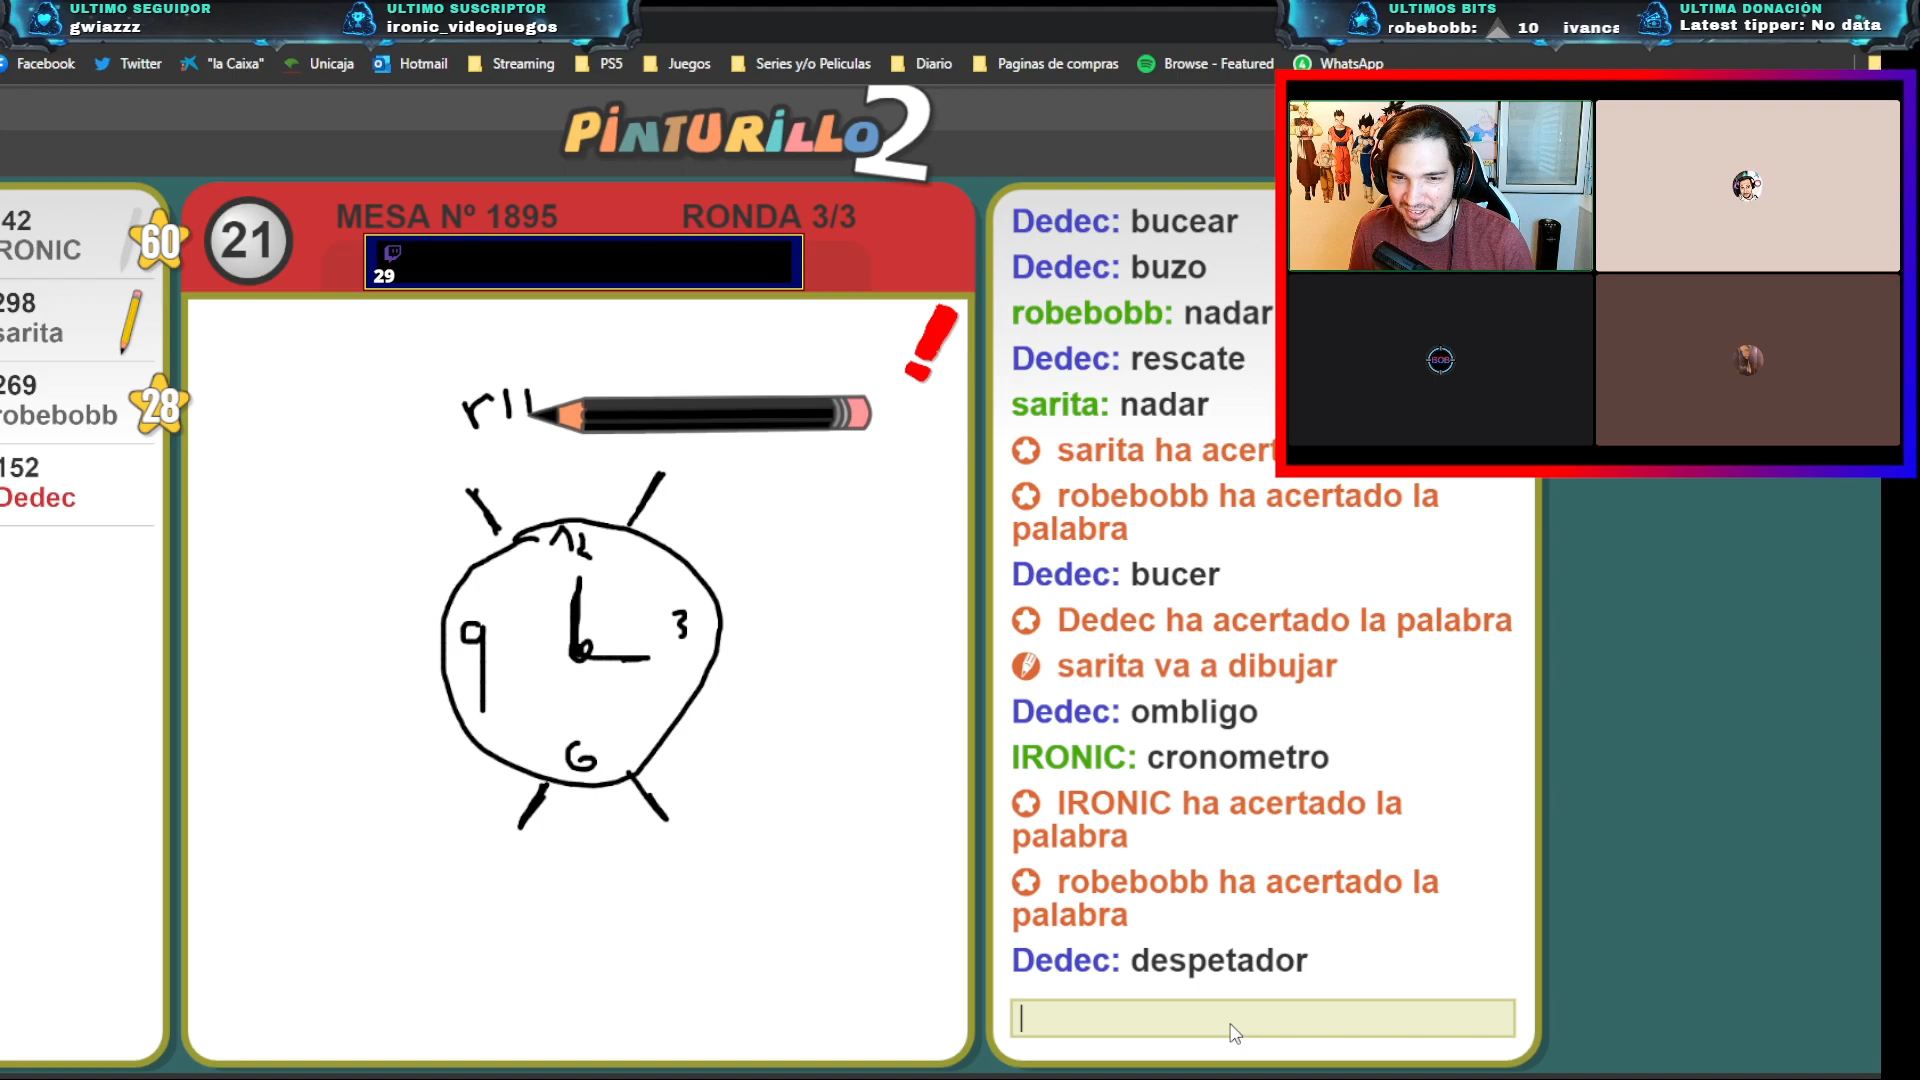 ULTIMO SEGUIDOR
gwiazzz
ULTIMO SUSCRIPTOR
ironic_videojuegos
ULTIMOS BITS
robebobb: 10 ivanca
ULTIMA DONACIÓN
Latest tipper: No data
Facebook Twitter "la Caixa" Unicaja Hotmail Streaming PS5 Juegos Series y/o Peliculas Diario Paginas de compras Browse - Featured WhatsApp
PINTURILLO 2
42
RONIC
60
298
sarita
269
robebobb
28
152
Dedec
21
MESA Nº 1895
RONDA 3/3
29
r
12
3
6
9
Dedec: bucear
Dedec: buzo
robebobb: nadar
Dedec: rescate
sarita: nadar
sarita ha acert
robebobb ha acertado la
palabra
Dedec: bucer
Dedec ha acertado la palabra
sarita va a dibujar
Dedec: ombligo
IRONIC: cronometro
IRONIC ha acertado la
palabra
robebobb ha acertado la
palabra
Dedec: despetador
BOB